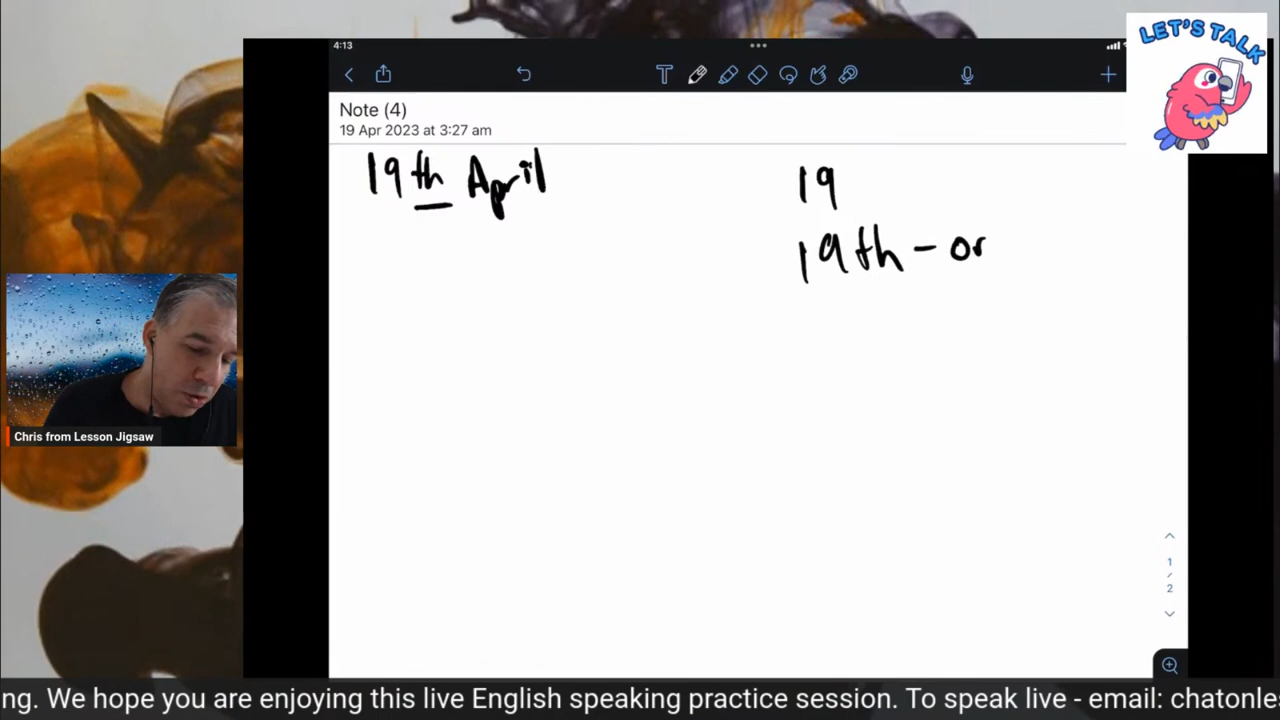 LET'S TALK
4:13
Note (4)
19 Apr 2023 at 3:27 am
19th April
19
19th - or
Chris from Lesson Jigsaw
1
/
2
ng. We hope you are enjoying this live English speaking practice session. To speak live - email: chatonle